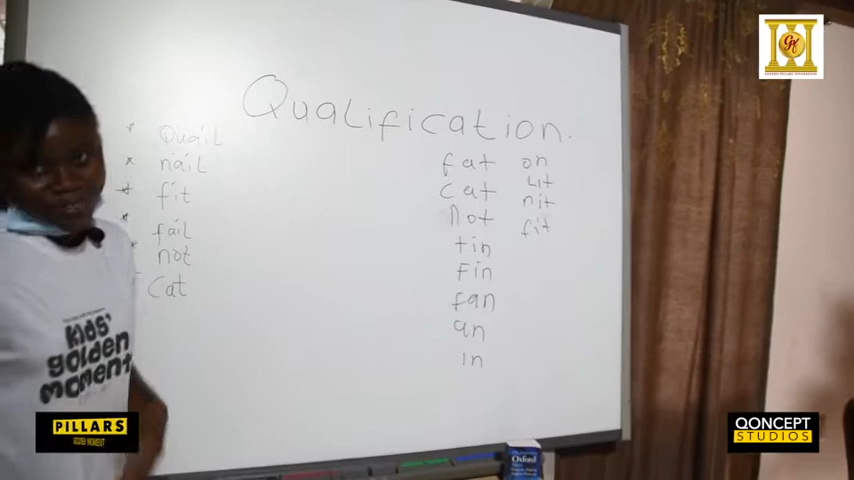 Qualification.
Quail
nail
fit
fail
not
cat
fat
cat
not
tin
Fin
fan
an
in
on
Lit
nit
fit
kids'
golden
moment
PILLARS
QONCEPT
STUDIOS
Oxford